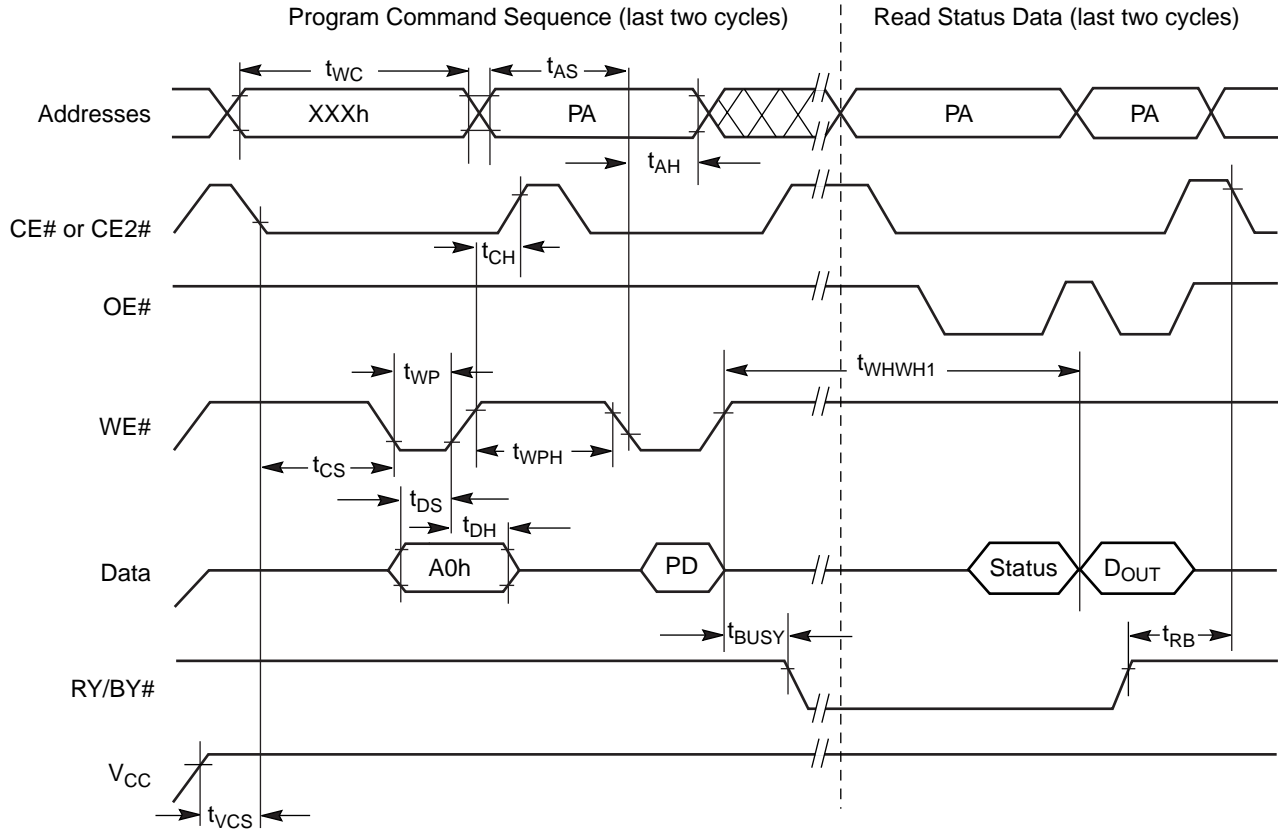 Program Command Sequence (last two cycles) Read Status Data (last two cycles)
tWC tAS
Addresses XXXh PA PA PA
tAH
CE# or CE2#
tCH
OE#
tWHWH1
tWP
WE#
tWPH
tCS
tDS
tDH
Data A0h PD Status DOUT
tBUSY tRB
RY/BY#
VCC
tVCS